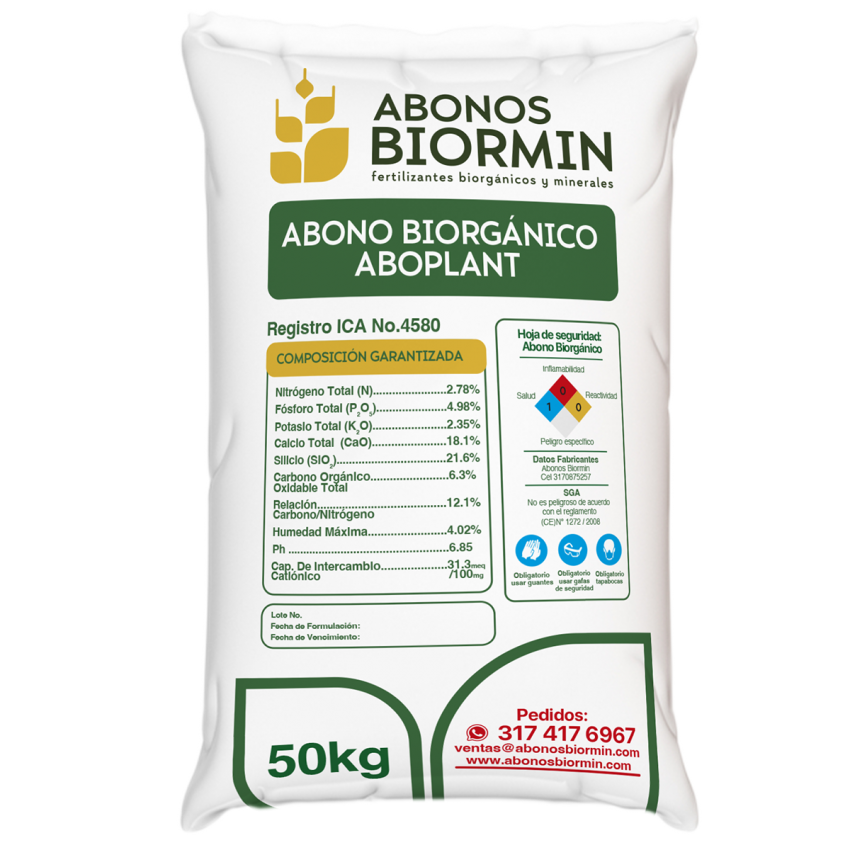 ABONOS
BIORMIN
fertilizantes biorgánicos y minerales
ABONO BIORGÁNICO
ABOPLANT
Registro ICA No.4580
COMPOSICIÓN GARANTIZADA
Nitrógeno Total (N)........................2.78%
Fósforo Total (P2O5)......................4.98%
Potasio Total (K2O)........................2.35%
Calcio Total (CaO)........................18.1%
Silicio (SIO2)..................................21.6%
Carbono Orgánico........................6.3%
Oxidable Total
Relación.......................................12.1%
Carbono/Nitrógeno
Humedad Máxima........................4.02%
Ph .................................................6.85
Cap. De Intercambio....................31.3meq
Catiónico /100mg
Lote No.
Fecha de Formulación:
Fecha de Vencimiento:
Hoja de seguridad:
Abono Biorgánico
Inflamabilidad
0
Salud 1 0 Reactividad
Peligro especifico
Datos Fabricantes
Abonos Biormin
Cel 3170875257
SGA
No es peligroso de acuerdo
con el reglamento
(CE)N° 1272 / 2008
Obligatorio
usar guantes
Obligatorio
usar gafas
de seguridad
Obligatorio
tapabocas
50kg
Pedidos:
317 417 6967
ventas@abonosbiormin.com
www.abonosbiormin.com